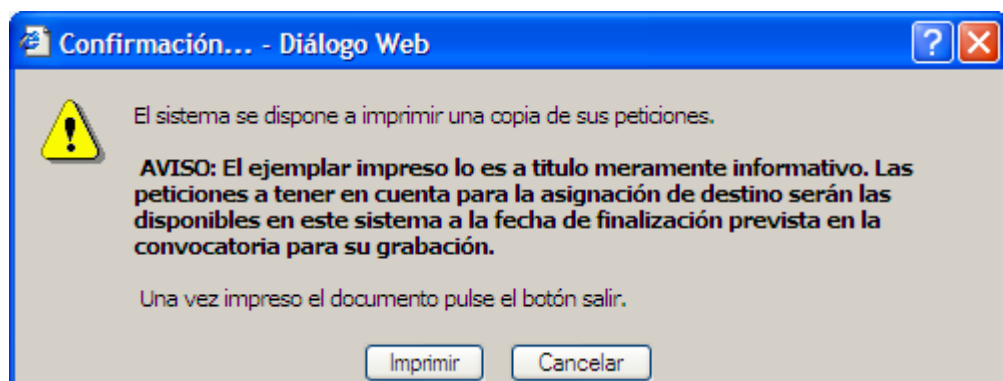 Confirmación... - Diálogo Web
El sistema se dispone a imprimir una copia de sus peticiones.
AVISO: El ejemplar impreso lo es a titulo meramente informativo. Las
peticiones a tener en cuenta para la asignación de destino serán las
disponibles en este sistema a la fecha de finalización prevista en la
convocatoria para su grabación.
Una vez impreso el documento pulse el botón salir.
Imprimir Cancelar